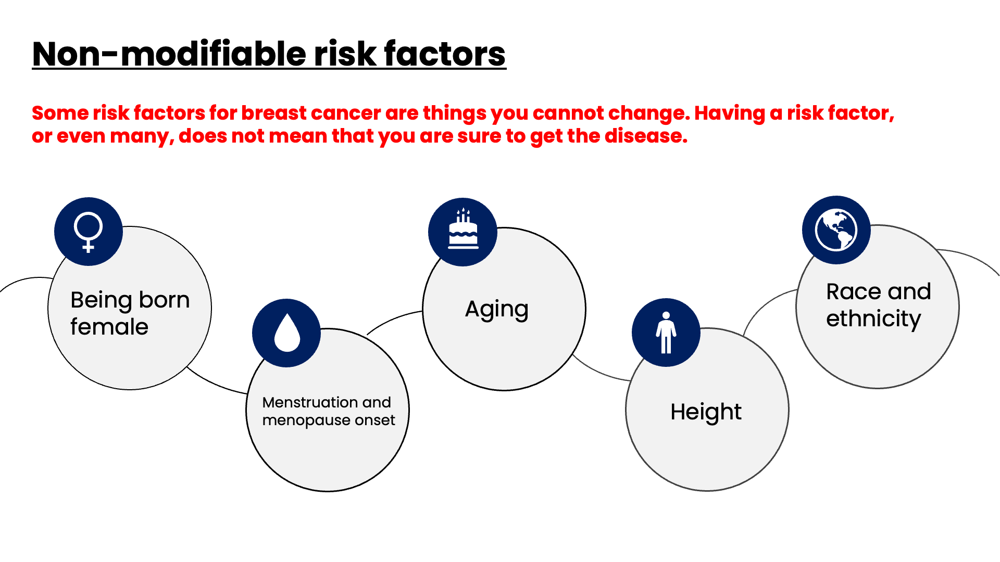 Non-modifiable risk factors
Some risk factors for breast cancer are things you cannot change. Having a risk factor,
or even many, does not mean that you are sure to get the disease.
Being born
female
Menstruation and
menopause onset
Aging
Height
Race and
ethnicity